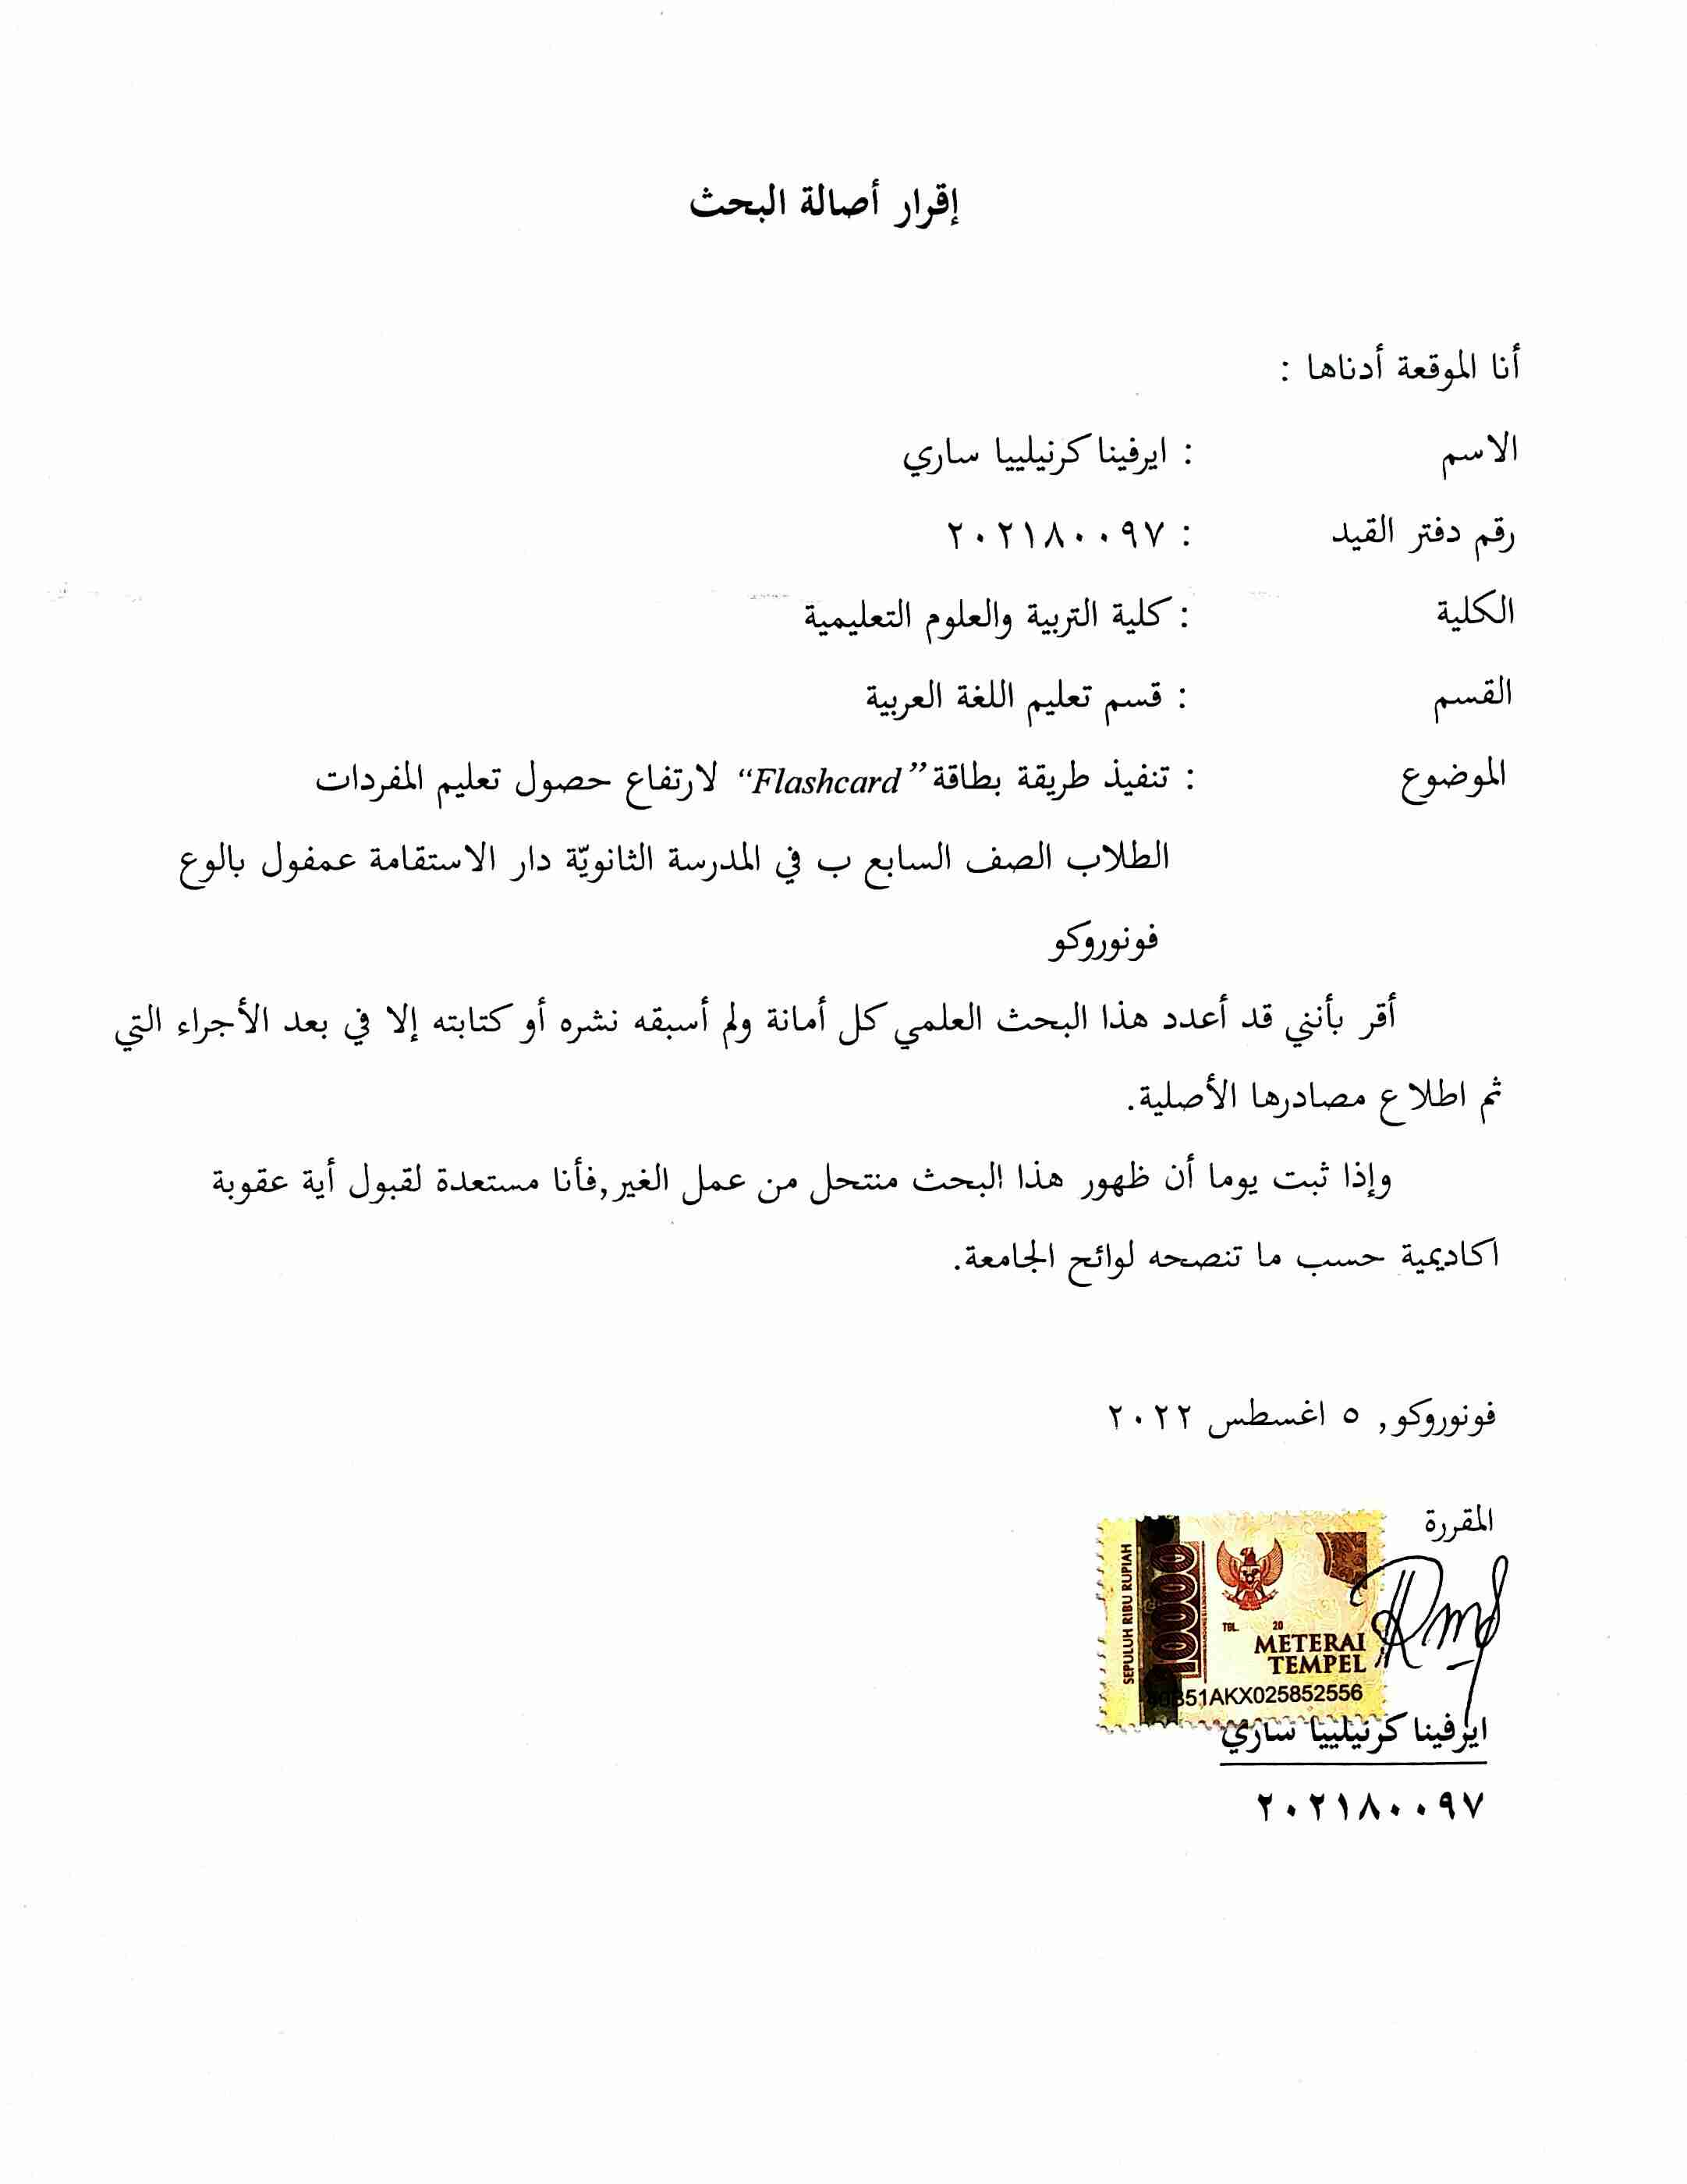 إقرار أصالة البحث
أنا الموقعة أدناها :
الاسم : ايرفينا كرنيلييا ساري
رقم دفتر القيد : ٢٠٢١٨٠٠٩٧
الكلية : كلية التربية والعلوم التعليمية
القسم : قسم تعليم اللغة العربية
الموضوع : تنفيذ طريقة بطاقة ”Flashcard“ لارتفاع حصول تعليم المفردات
الطلاب الصف السابع ب في المدرسة الثانويّة دار الاستقامة عمفول بالوع
فونوروكو
أقر بأنني قد أعدد هذا البحث العلمي كل أمانة ولم أسبقه نشره أو كتابته إلا في بعد الأجراء التي
ثم اطلاع مصادرها الأصلية.
وإذا ثبت يوما أن ظهور هذا البحث منتحل من عمل الغير,فأنا مستعدة لقبول أية عقوبة
اكاديمية حسب ما تنصحه لوائح الجامعة.
فونوروكو, ٥ اغسطس ٢٠٢٢
المقررة
SEPULUH RIBU RUPIAH
10000
TGL. 20
METERAI
TEMPEL
B51AKX025852556
ايرفينا كرنيلييا ساري
٢٠٢١٨٠٠٩٧